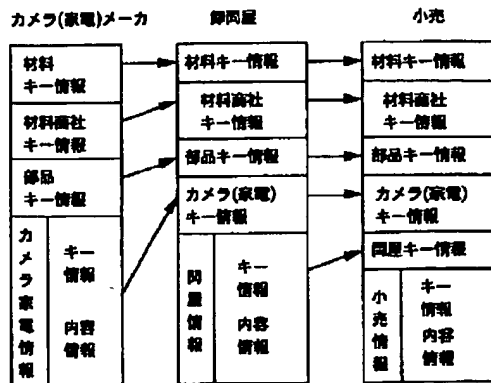 カメラ(家電)メーカ
卸問屋
小売
材料
キー情報
材料商社
キー情報
部品
キー情報
カメラ家電情報
キー
情報
内容
情報
材料キー情報
材料商社
キー情報
部品キー情報
カメラ(家電)
キー情報
問屋情報
キー
情報
内容
情報
材料キー情報
材料商社
キー情報
部品キー情報
カメラ(家電)
キー情報
問屋キー情報
小売情報
キー
情報
内容
情報